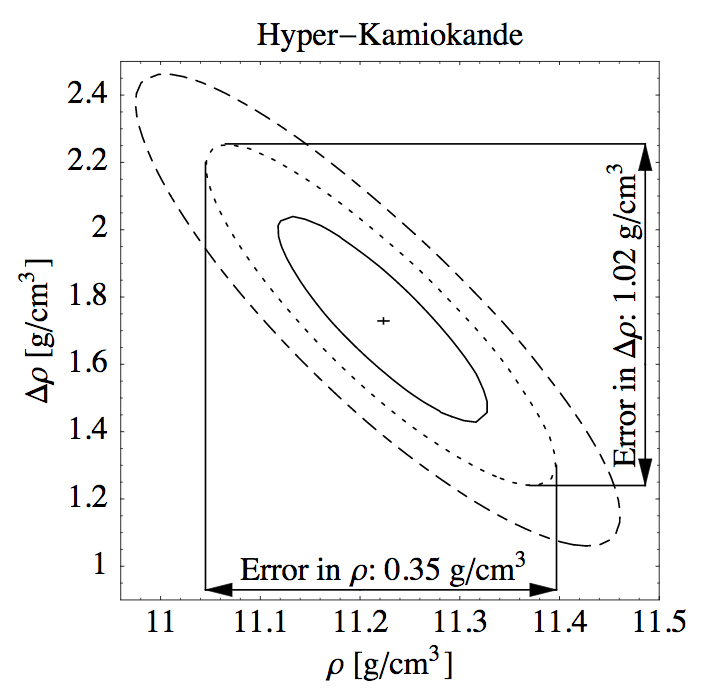 Hyper−Kamiokande
Δρ [g/cm³]
2.4
2.2
2
1.8
1.6
1.4
1.2
1
Error in Δρ: 1.02 g/cm³
Error in ρ: 0.35 g/cm³
11 11.1 11.2 11.3 11.4 11.5
ρ [g/cm³]